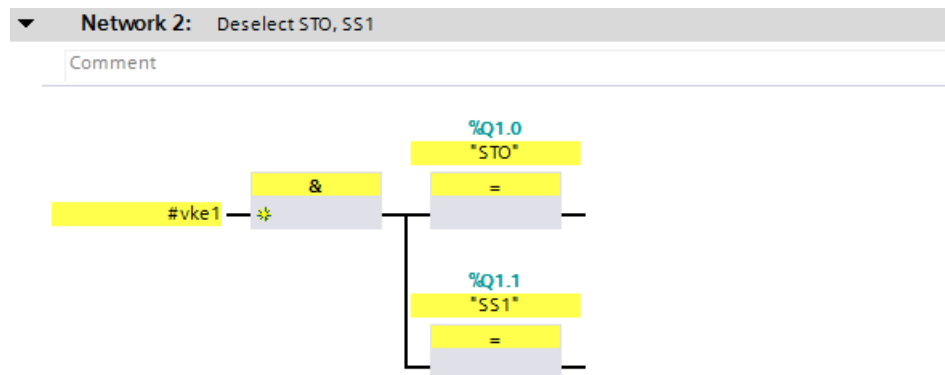 Network 2: Deselect STO, SS1
Comment
%Q1.0
"STO"
& =
#vke1
%Q1.1
"SS1"
=